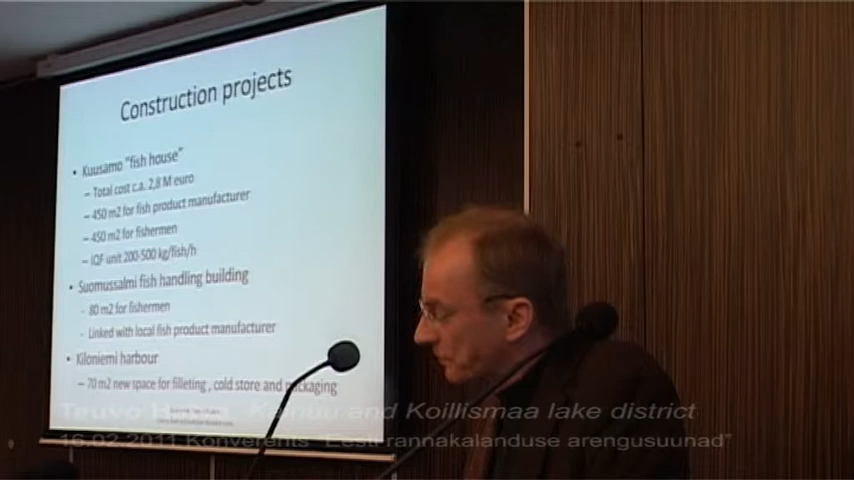 Construction projects
• Kuusamo "fish house"
– Total cost c.a. 2,8 M euro
– 450 m2 for fish product manufacturer
– 450 m2 for fishermen
– IQF unit 200-500 kg/fish/h
• Suomussalmi fish handling building
- 80 m2 for fishermen
- Linked with local fish product manufacturer
• Kiloniemi harbour
– 70 m2 new space for filleting , cold store and packaging
Teuvo Kainuu and Koillismaa lake district
16.02.2011 Konverents "Eesti rannakalanduse arengusuunad"